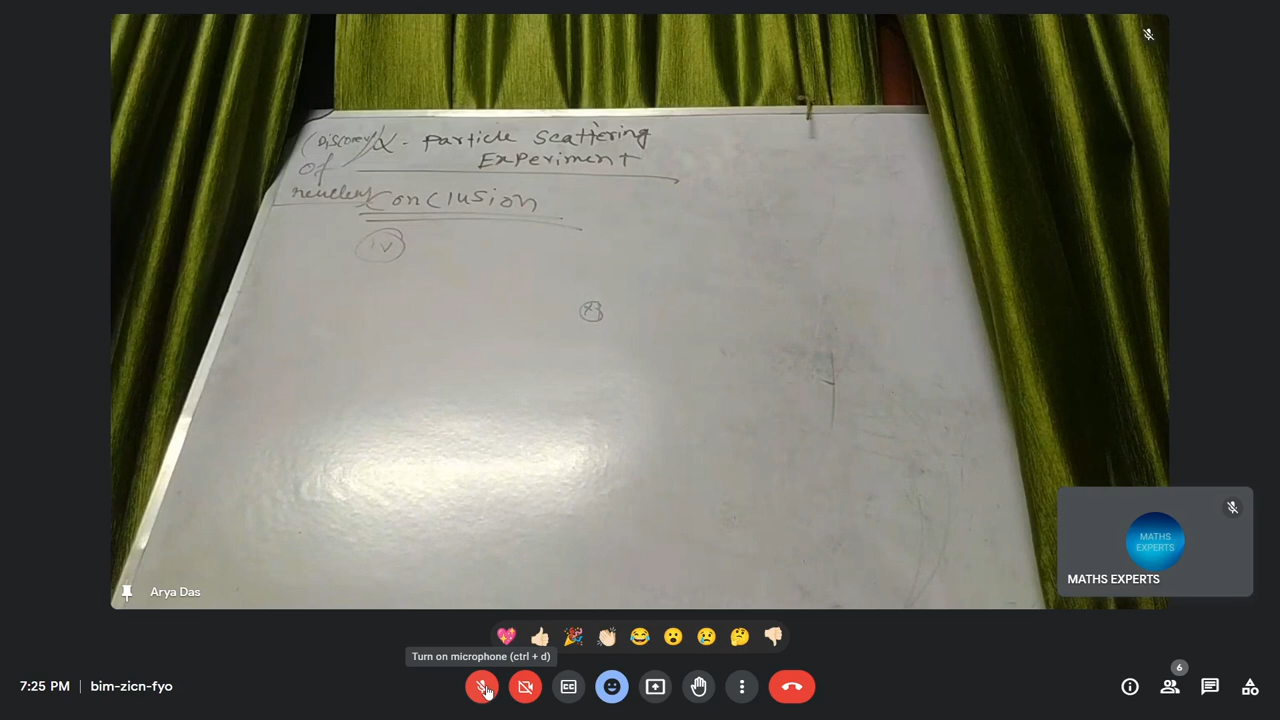 (Discovery α- Particle Scattering
of Experiment
Conclusion
iv
Arya Das
MATHS
EXPERTS
MATHS EXPERTS
Turn on microphone (ctrl + d)
7:25 PM | bim-zicn-fyo
6